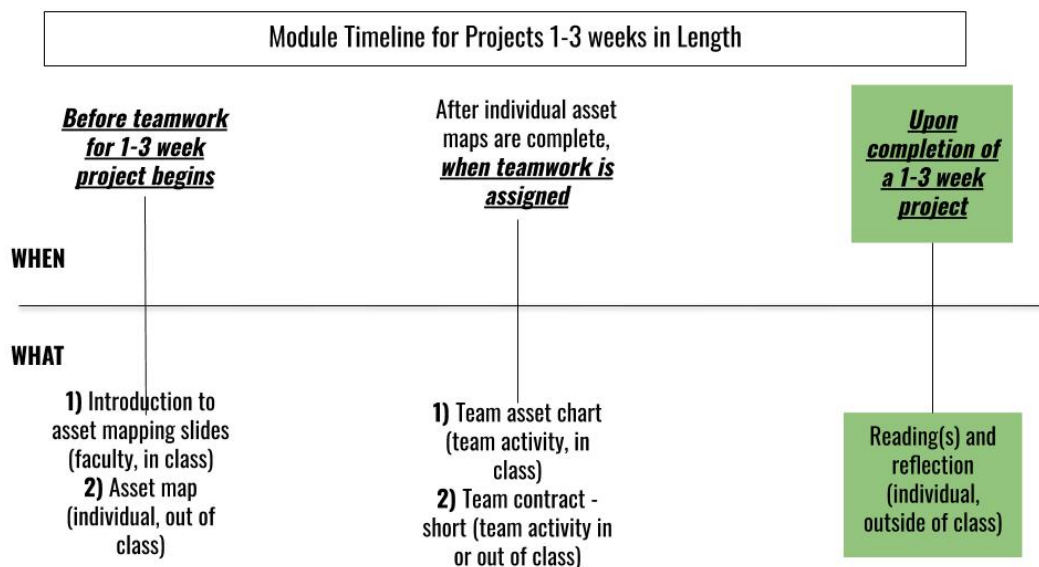 Module Timeline for Projects 1-3 weeks in Length
Before teamwork
for 1-3 week
project begins
After individual asset
maps are complete,
when teamwork is
assigned
Upon
completion of
a 1-3 week
project
WHEN
WHAT
1) Introduction to
asset mapping slides
(faculty, in class)
2) Asset map
(individual, out of
class)
1) Team asset chart
(team activity, in
class)
2) Team contract -
short (team activity in
or out of class)
Reading(s) and
reflection
(individual,
outside of class)